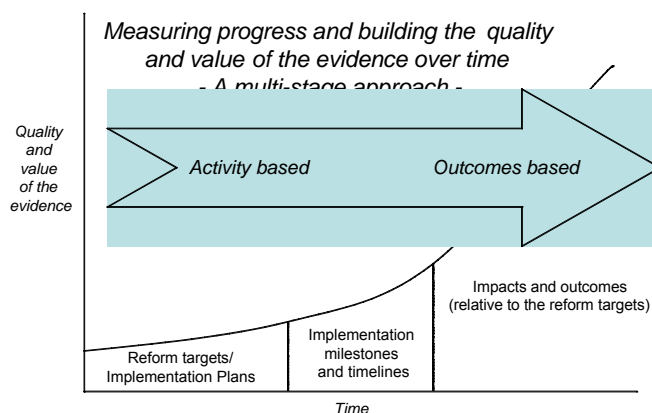 Measuring progress and building the quality
and value of the evidence over time
- A multi-stage approach -
Quality
and
value
of the
evidence
Activity based
Outcomes based
Impacts and outcomes
(relative to the reform targets)
Implementation
milestones
and timelines
Reform targets/
Implementation Plans
Time